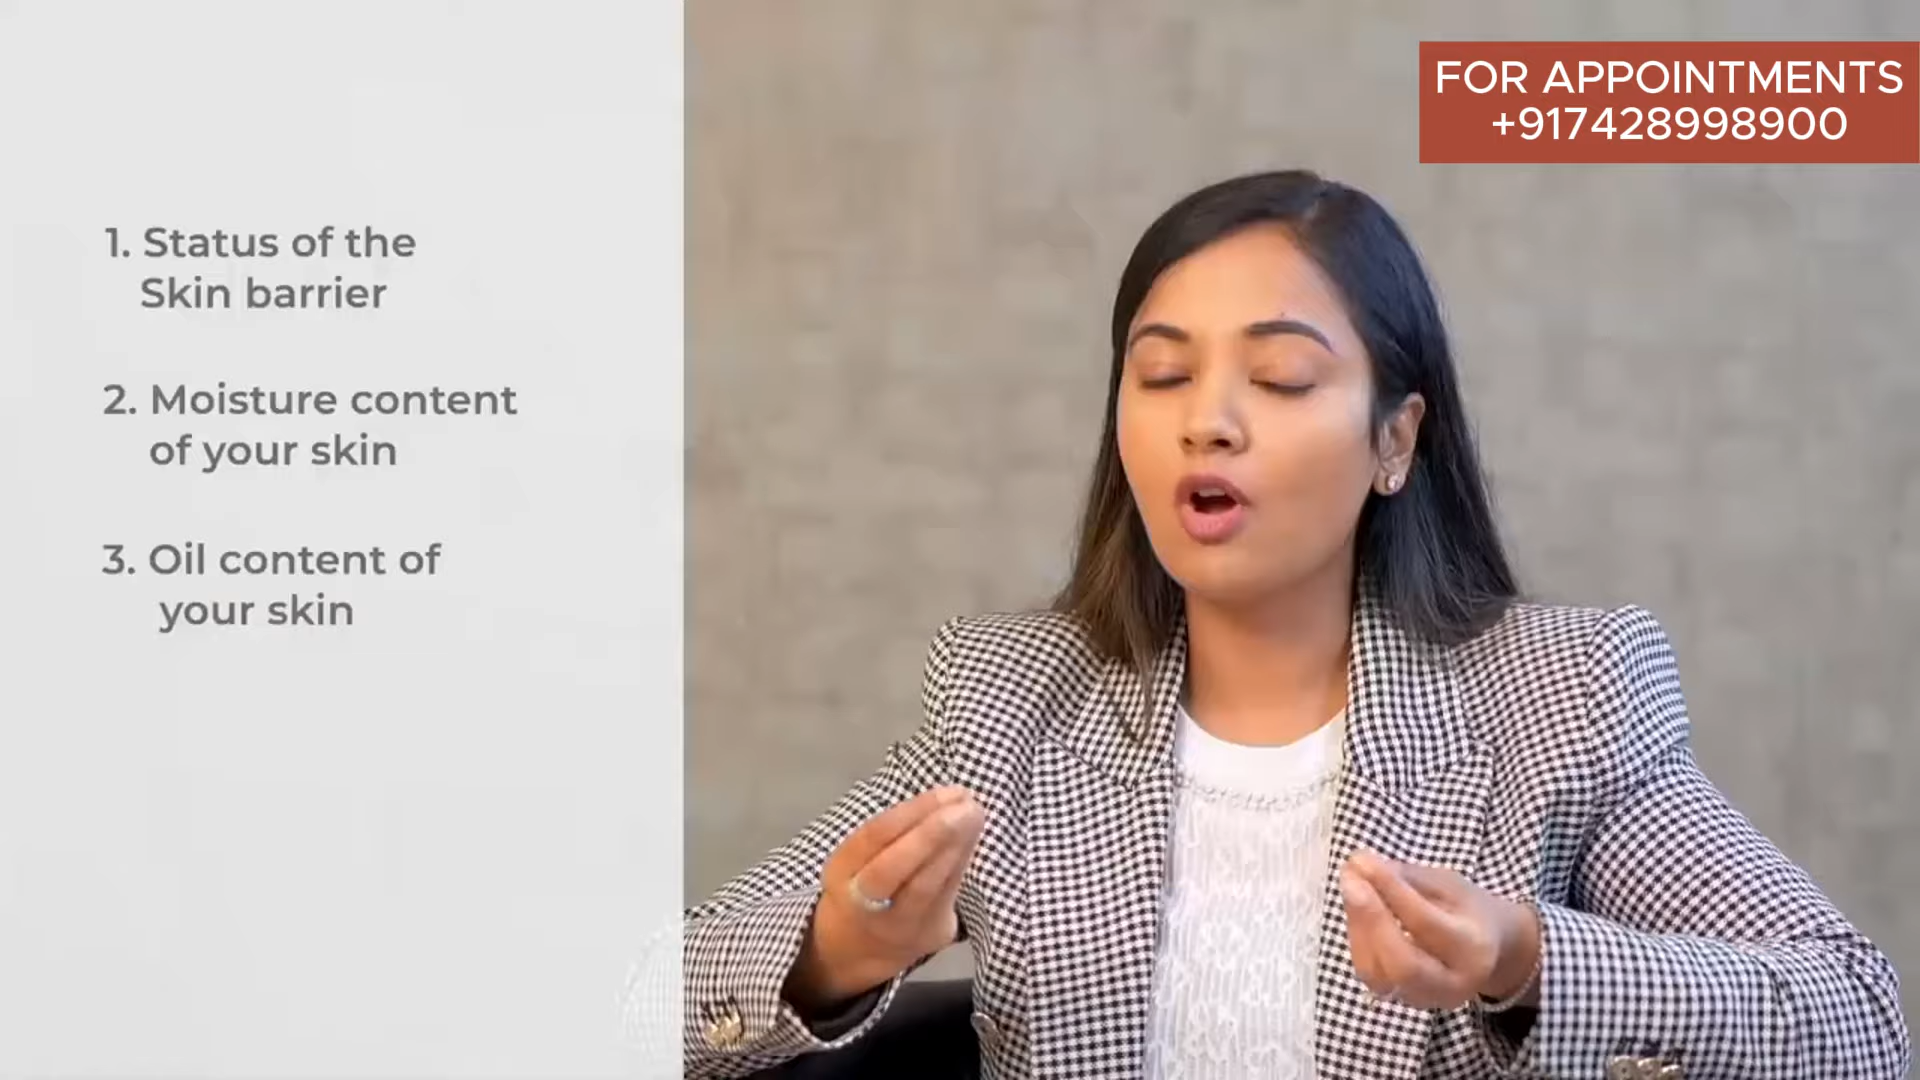 1. Status of the
Skin barrier
2. Moisture content
of your skin
3. Oil content of
your skin
FOR APPOINTMENTS
+917428998900